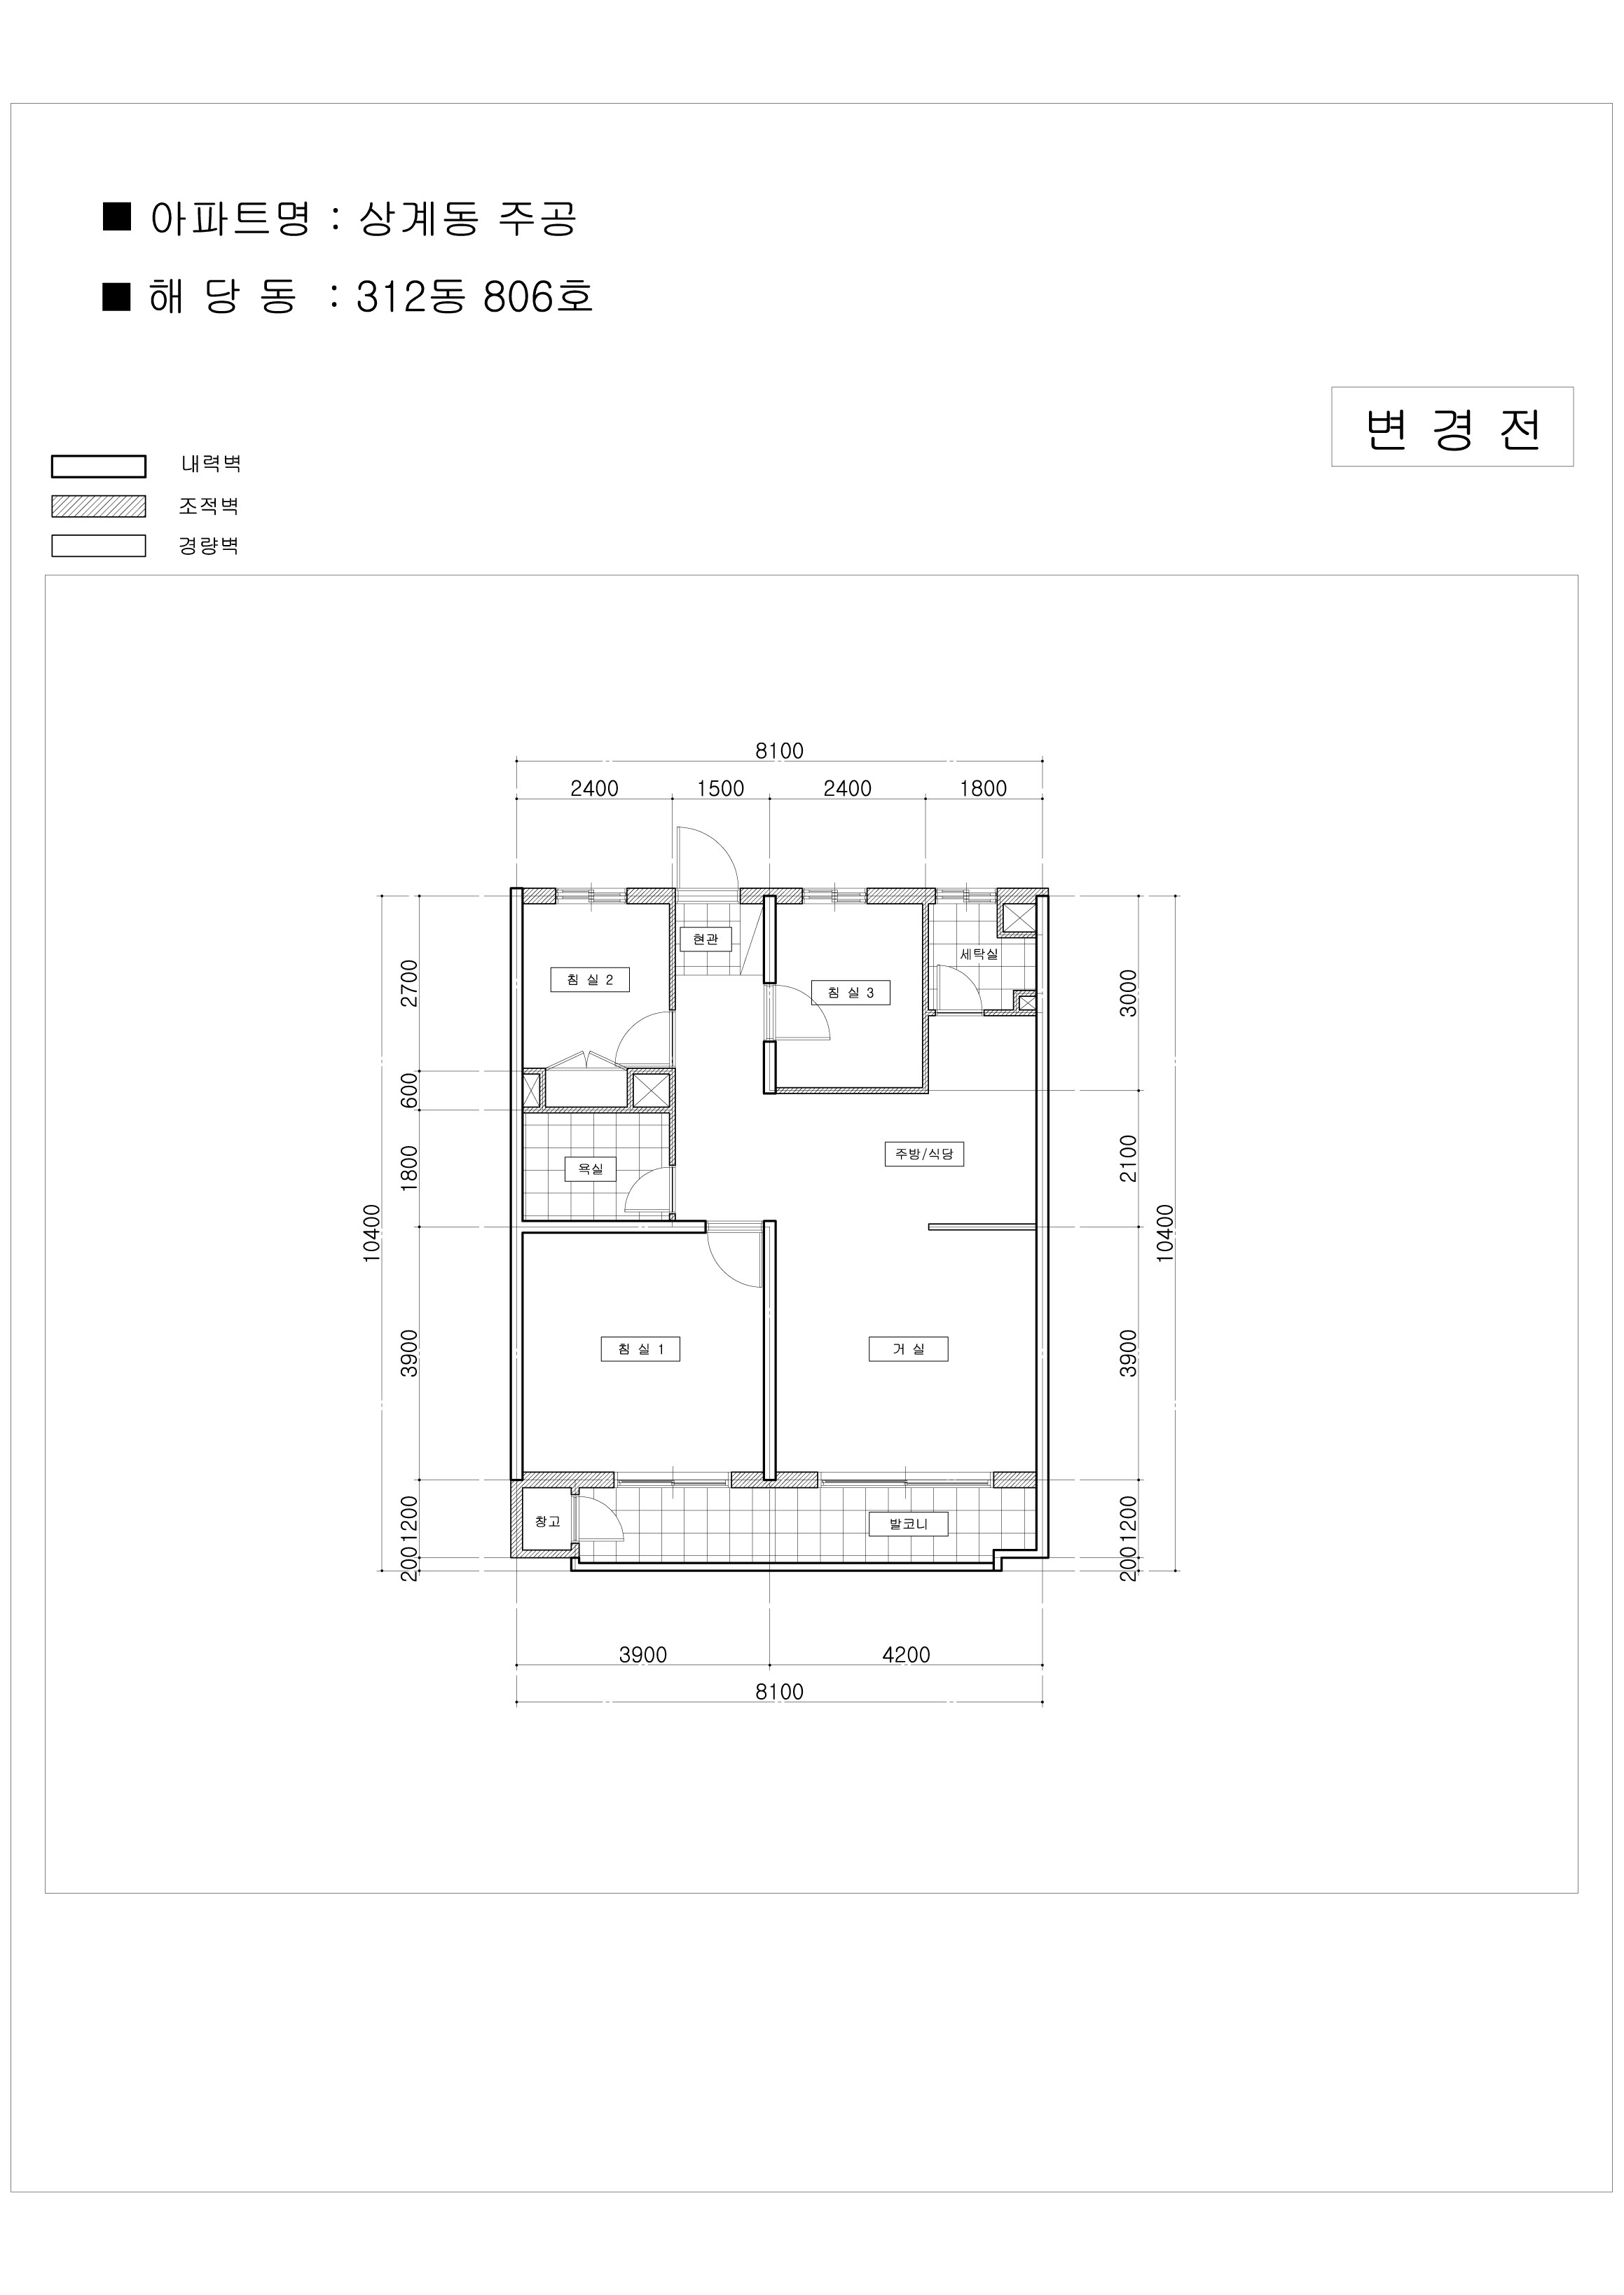 ■ 아파트명 : 상계동 주공
■ 해 당 동 : 312동 806호
변 경 전
내력벽
조적벽
경량벽
8100
2400 1500 2400 1800
현관
세탁실
침 실 2
침 실 3
2700
3000
600
주방/식당
욕실
1800
2100
10400
10400
침 실 1
거 실
3900
3900
창고
발코니
1200
1200
200
200
3900 4200
8100